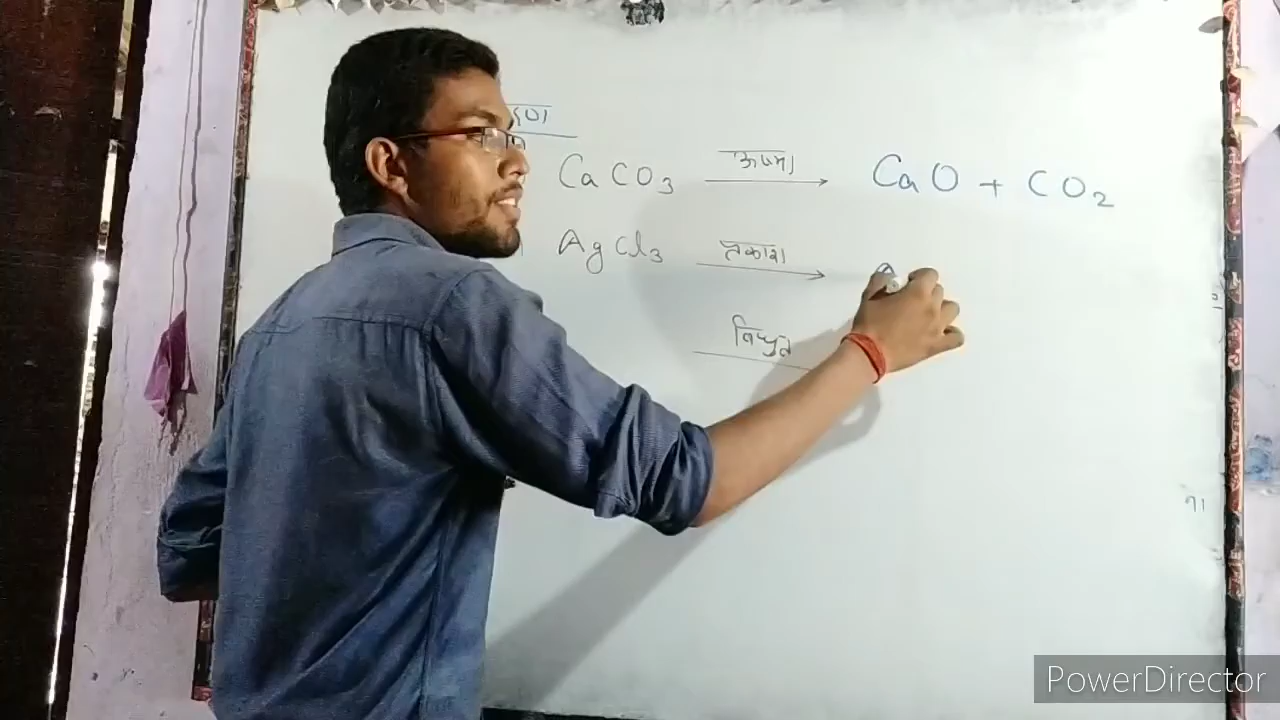 CaCO3 ऊष्मा → CaO + CO2
AgCl3 प्रकाश →
विद्युत
PowerDirector